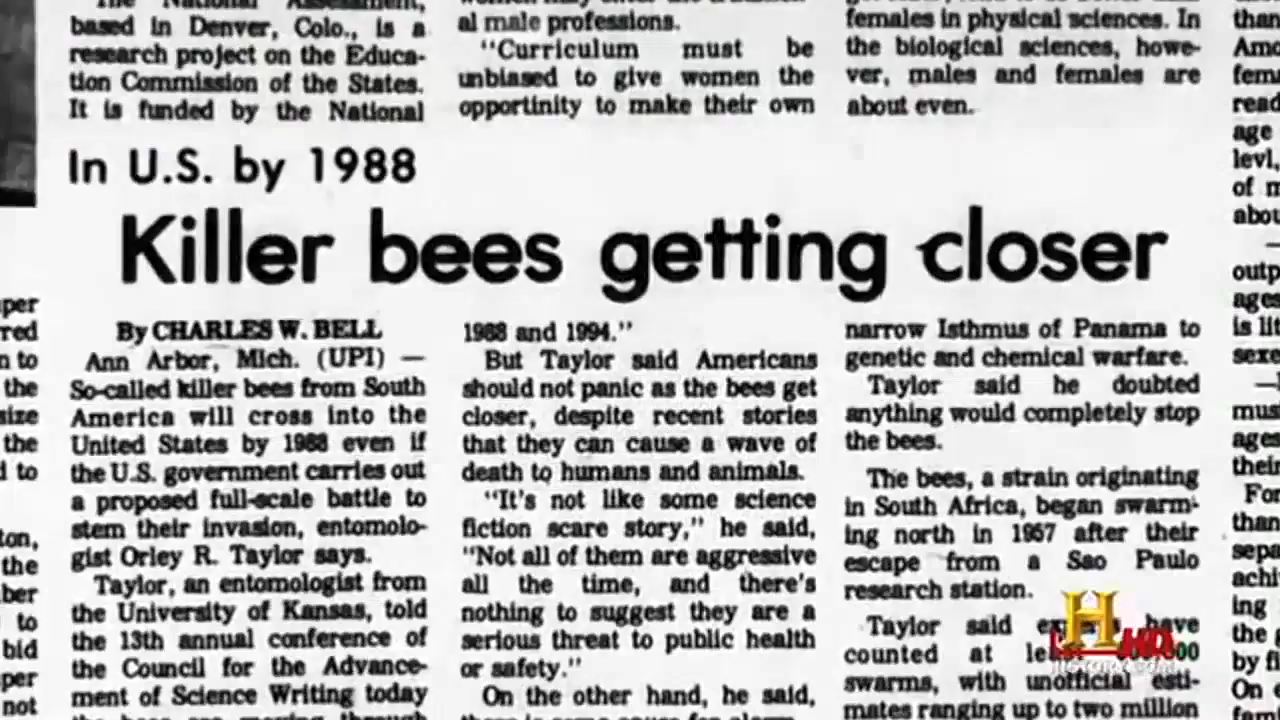 The National Assessment,
based in Denver, Colo., is a
research project on the Educa-
tion Commission of the States.
It is funded by the National
al male professions.
"Curriculum must be
unbiased to give women the
opportunity to make their own
females in physical sciences. In
the biological sciences, howe-
ver, males and females are
about even.
In U.S. by 1988
Killer bees getting closer
By CHARLES W. BELL
Ann Arbor, Mich. (UPI) —
So-called killer bees from South
America will cross into the
United States by 1988 even if
the U.S. government carries out
a proposed full-scale battle to
stem their invasion, entomolo-
gist Orley R. Taylor says.
Taylor, an entomologist from
the University of Kansas, told
the 13th annual conference of
the Council for the Advance-
ment of Science Writing today
1988 and 1994."
But Taylor said Americans
should not panic as the bees get
closer, despite recent stories
that they can cause a wave of
death to humans and animals.
"It's not like some science
fiction scare story," he said,
"Not all of them are aggressive
all the time, and there's
nothing to suggest they are a
serious threat to public health
or safety."
On the other hand, he said,
narrow Isthmus of Panama to
genetic and chemical warfare.
Taylor said he doubted
anything would completely stop
the bees.
The bees, a strain originating
in South Africa, began swarm-
ing north in 1957 after their
escape from a Sao Paulo
research station.
Taylor said have
counted at
swarms, with unofficial esti-
mates ranging up to two million
H HD
HISTORY.COM